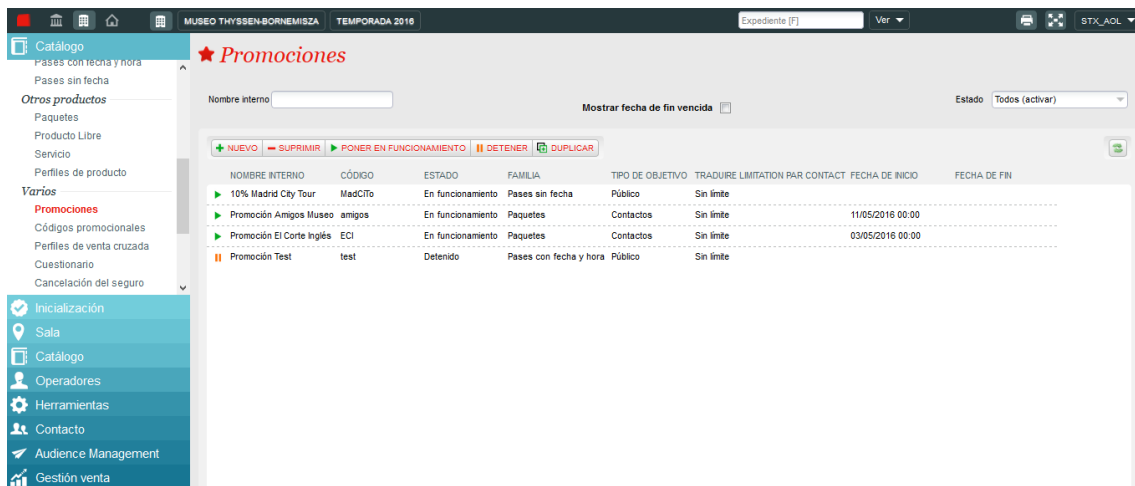 MUSEO THYSSEN-BORNEMISZA TEMPORADA 2016 Expediente [F] Ver STX_AOL
Catálogo
Pases con fecha y hora
Pases sin fecha
Otros productos
Paquetes
Producto Libre
Servicio
Perfiles de producto
Varios
Promociones
Códigos promocionales
Perfiles de venta cruzada
Cuestionario
Cancelación del seguro
Inicialización
Sala
Catálogo
Operadores
Herramientas
Contacto
Audience Management
Gestión venta
Promociones
Nombre interno Mostrar fecha de fin vencida Estado Todos (activar)
NUEVO SUPRIMIR PONER EN FUNCIONAMIENTO DETENER DUPLICAR
NOMBRE INTERNO CÓDIGO ESTADO FAMILIA TIPO DE OBJETIVO TRADUIRE LIMITATION PAR CONTACT FECHA DE INICIO FECHA DE FIN
10% Madrid City Tour MadCiTo En funcionamiento Pases sin fecha Público Sin límite
Promoción Amigos Museo amigos En funcionamiento Paquetes Contactos Sin límite 11/05/2016 00:00
Promoción El Corte Inglés ECI En funcionamiento Paquetes Contactos Sin límite 03/05/2016 00:00
Promoción Test test Detenido Pases con fecha y hora Público Sin límite